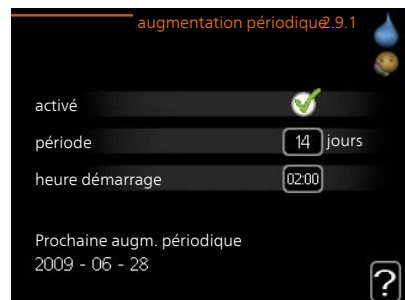 augmentation périodique 2.9.1
activé
période 14 jours
heure démarrage 02:00
Prochaine augm. périodique
2009 - 06 - 28
?